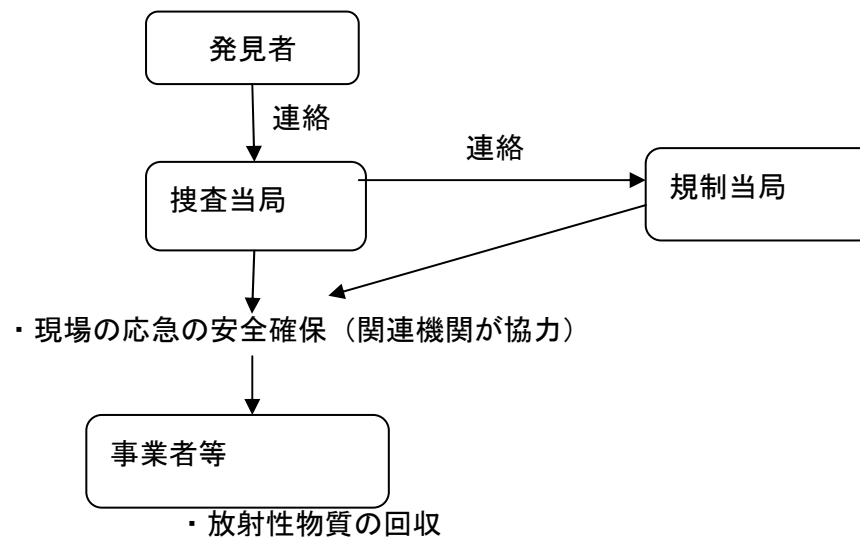 発見者
連絡
連絡
捜査当局
規制当局
・現場の応急の安全確保（関連機関が協力）
事業者等
・放射性物質の回収